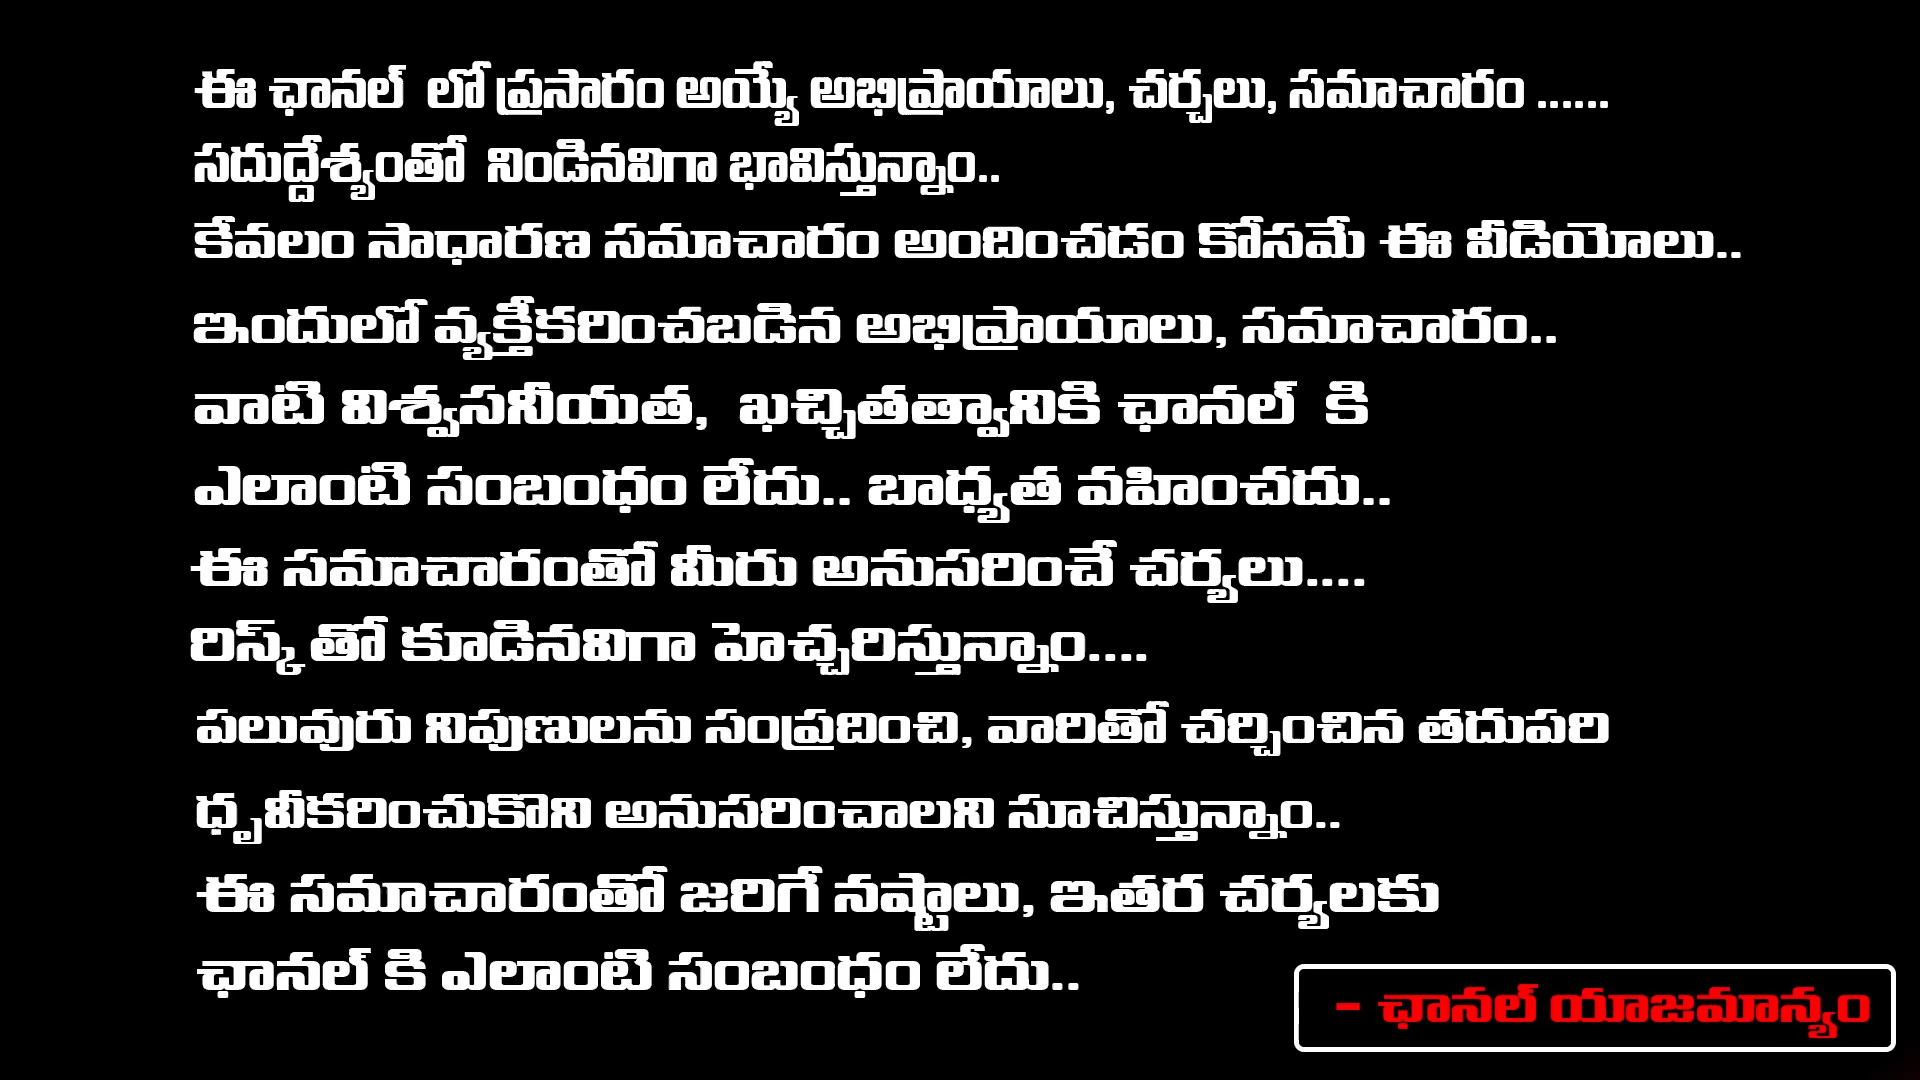 ఈ ఛానల్ లో ప్రసారం అయ్యే అభిప్రాయాలు, చర్చలు, సమాచారం ......
సదుద్దేశ్యంతో నిండినవిగా భావిస్తున్నాం..
కేవలం సాధారణ సమాచారం అందించడం కోసమే ఈ వీడియోలు..
ఇందులో వ్యక్తీకరించబడిన అభిప్రాయాలు, సమాచారం..
వాటి విశ్వసనీయత, ఖచ్చితత్వానికి ఛానల్ కి
ఎలాంటి సంబంధం లేదు.. బాధ్యత వహించదు..
ఈ సమాచారంతో మీరు అనుసరించే చర్యలు....
రిస్క్ తో కూడినవిగా హెచ్చరిస్తున్నాం....
పలువురు నిపుణులను సంప్రదించి, వారితో చర్చించిన తదుపరి
ధృవీకరించుకొని అనుసరించాలని సూచిస్తున్నాం..
ఈ సమాచారంతో జరిగే నష్టాలు, ఇతర చర్యలకు
ఛానల్ కి ఎలాంటి సంబంధం లేదు..
- ఛానల్ యాజమాన్యం